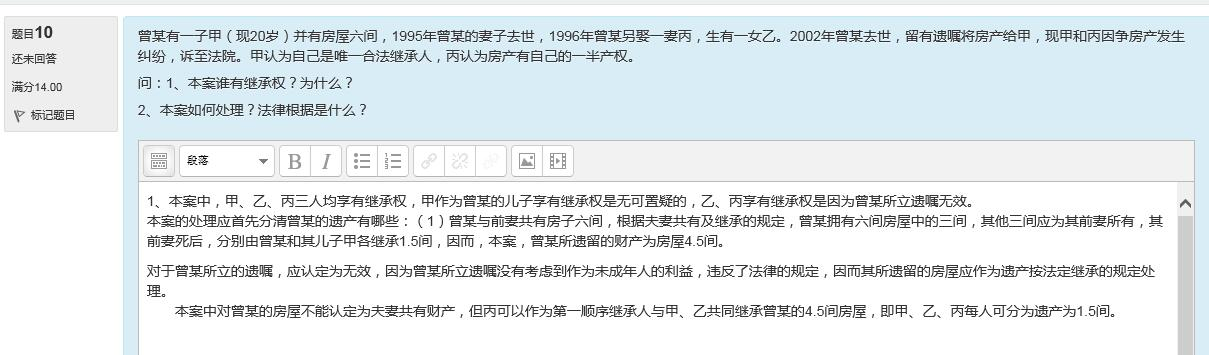 题目10
还未回答
满分14.00
标记题目
曾某有一子甲（现20岁）并有房屋六间，1995年曾某的妻子去世，1996年曾某另娶一妻丙，生有一女乙。2002年曾某去世，留有遗嘱将房产给甲，现甲和丙因争房产发生
纠纷，诉至法院。甲认为自己是唯一合法继承人，丙认为房产有自己的一半产权。
问：1、本案谁有继承权？为什么？
2、本案如何处理？法律根据是什么？
段落
B I
1、本案中，甲、乙、丙三人均享有继承权，甲作为曾某的儿子享有继承权是无可置疑的，乙、丙享有继承权是因为曾某所立遗嘱无效。
本案的处理应首先分清曾某的遗产有哪些：（1）曾某与前妻共有房子六间，根据夫妻共有及继承的规定，曾某拥有六间房屋中的三间，其他三间应为其前妻所有，其
前妻死后，分别由曾某和其儿子甲各继承1.5间，因而，本案，曾某所遗留的财产为房屋4.5间。
对于曾某所立的遗嘱，应认定为无效，因为曾某所立遗嘱没有考虑到作为未成年人的利益，违反了法律的规定，因而其所遗留的房屋应作为遗产按法定继承的规定处
理。
本案中对曾某的房屋不能认定为夫妻共有财产，但丙可以作为第一顺序继承人与甲、乙共同继承曾某的4.5间房屋，即甲、乙、丙每人可分为遗产为1.5间。